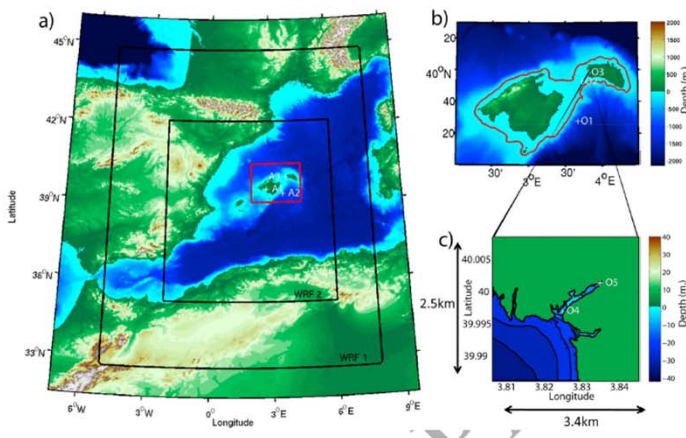 a)
45°N
42°N
39°N
36°N
33°N
Latitude
6°W
3°W
0°
3°E
6°E
9°E
Longitude
A2
WRF 2
WRF 1
b)
40°N
40
20
30'
3°E
30'
4°E
O3
O1
2000
1500
1000
500
0
-500
-1000
-1500
-2000
Depth (m.)
c)
40.005
40
39.995
39.99
Latitude
3.81
3.82
3.83
3.84
Longitude
O5
O4
40
30
20
10
0
-10
-20
-30
-40
Depth (m.)
2.5km
3.4km